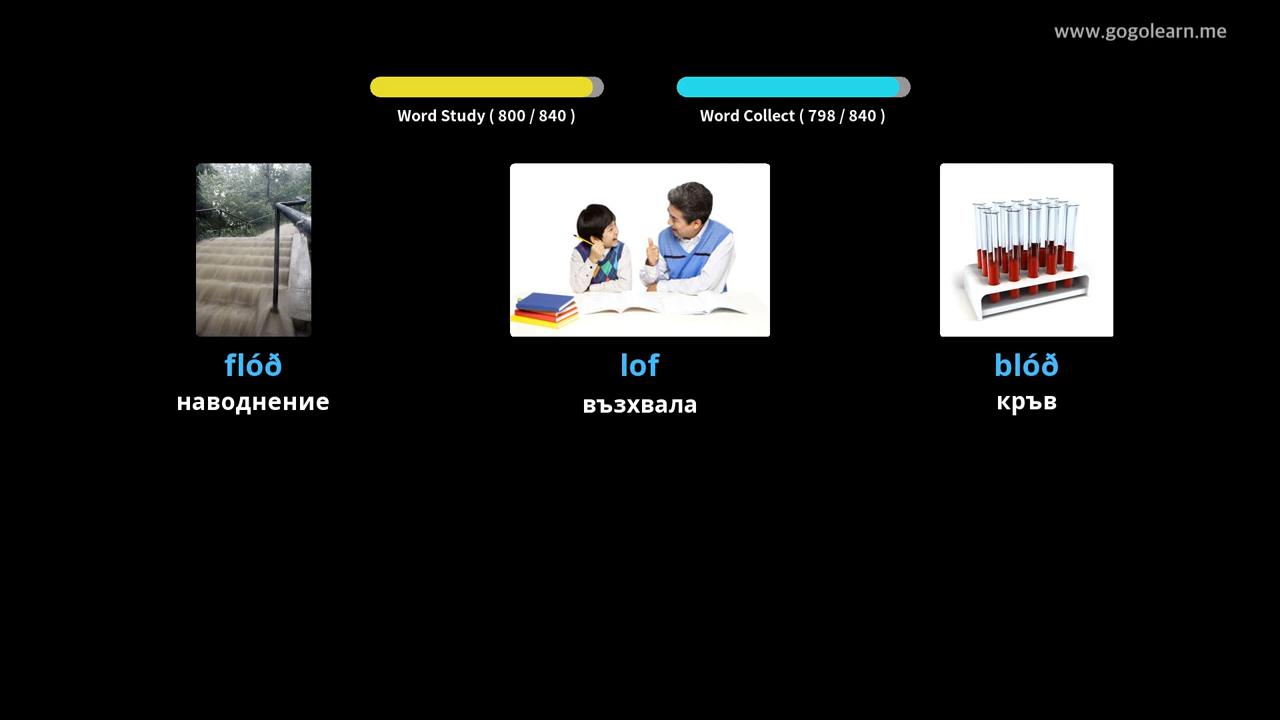 www.gogolearn.me
Word Study ( 800 / 840 )
Word Collect ( 798 / 840 )
flóð
lof
blóð
наводнение
възхвала
кръв